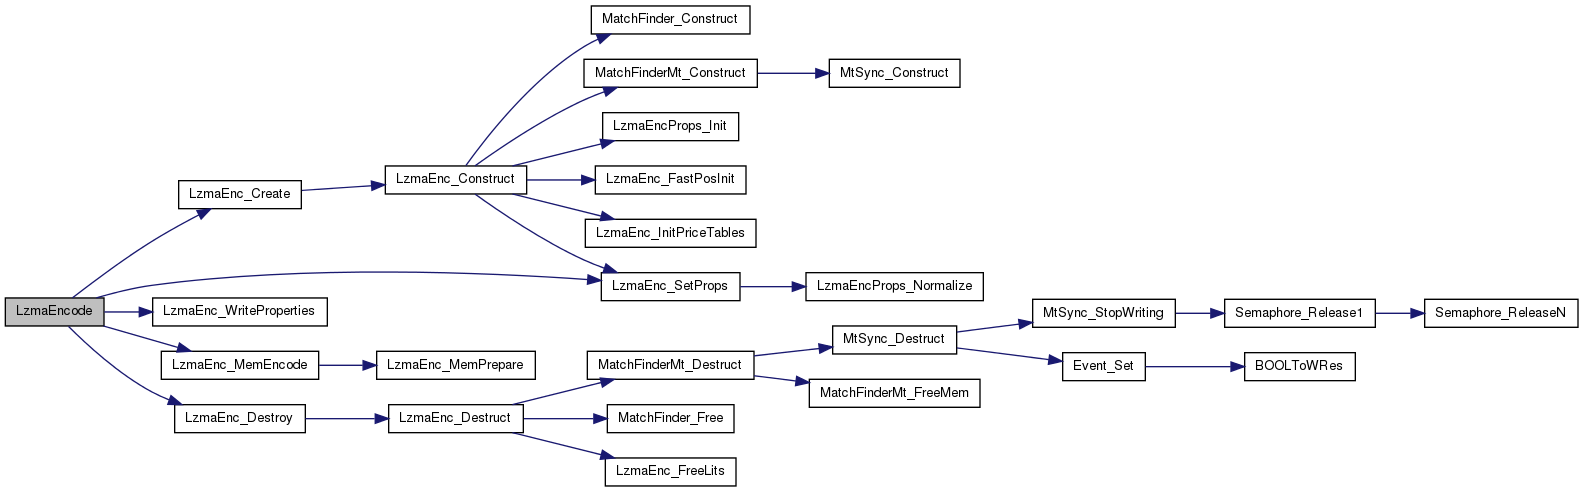 MatchFinder_Construct
MatchFinderMt_Construct
MtSync_Construct
LzmaEncProps_Init
LzmaEnc_Construct
LzmaEnc_FastPosInit
LzmaEnc_Create
LzmaEnc_InitPriceTables
LzmaEnc_SetProps
LzmaEncProps_Normalize
LzmaEncode
LzmaEnc_WriteProperties
MtSync_StopWriting
Semaphore_Release1
Semaphore_ReleaseN
MtSync_Destruct
LzmaEnc_MemEncode
LzmaEnc_MemPrepare
MatchFinderMt_Destruct
Event_Set
BOOLToWRes
MatchFinderMt_FreeMem
LzmaEnc_Destroy
LzmaEnc_Destruct
MatchFinder_Free
LzmaEnc_FreeLits